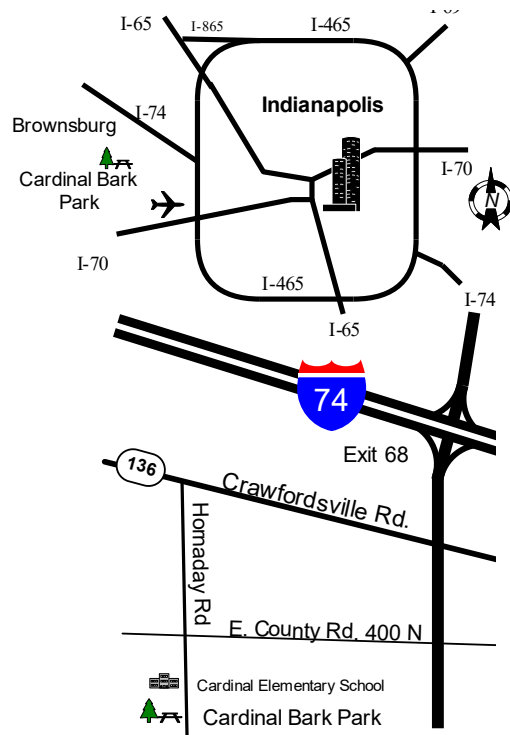 I-65
I-865
I-465
Indianapolis
I-74
Brownsburg
Cardinal Bark
Park
I-70
N
I-70
I-465
I-74
I-65
74
Exit 68
136
Crawfordsville Rd.
Hornaday Rd
E. County Rd. 400 N
Cardinal Elementary School
Cardinal Bark Park